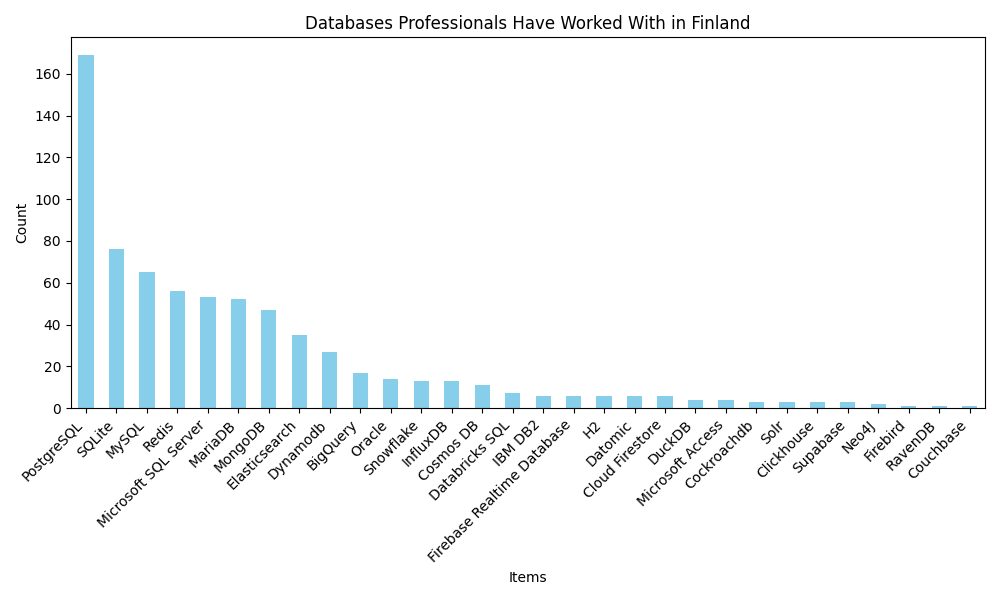 Databases Professionals Have Worked With in Finland
Count
160
140
120
100
80
60
40
20
0
PostgreSQL
SQLite
MySQL
Redis
Microsoft SQL Server
MariaDB
MongoDB
Elasticsearch
Dynamodb
BigQuery
Oracle
Snowflake
InfluxDB
Cosmos DB
Databricks SQL
IBM DB2
Firebase Realtime Database
H2
Datomic
Cloud Firestore
DuckDB
Microsoft Access
Cockroachdb
Solr
Clickhouse
Supabase
Neo4J
Firebird
RavenDB
Couchbase
Items